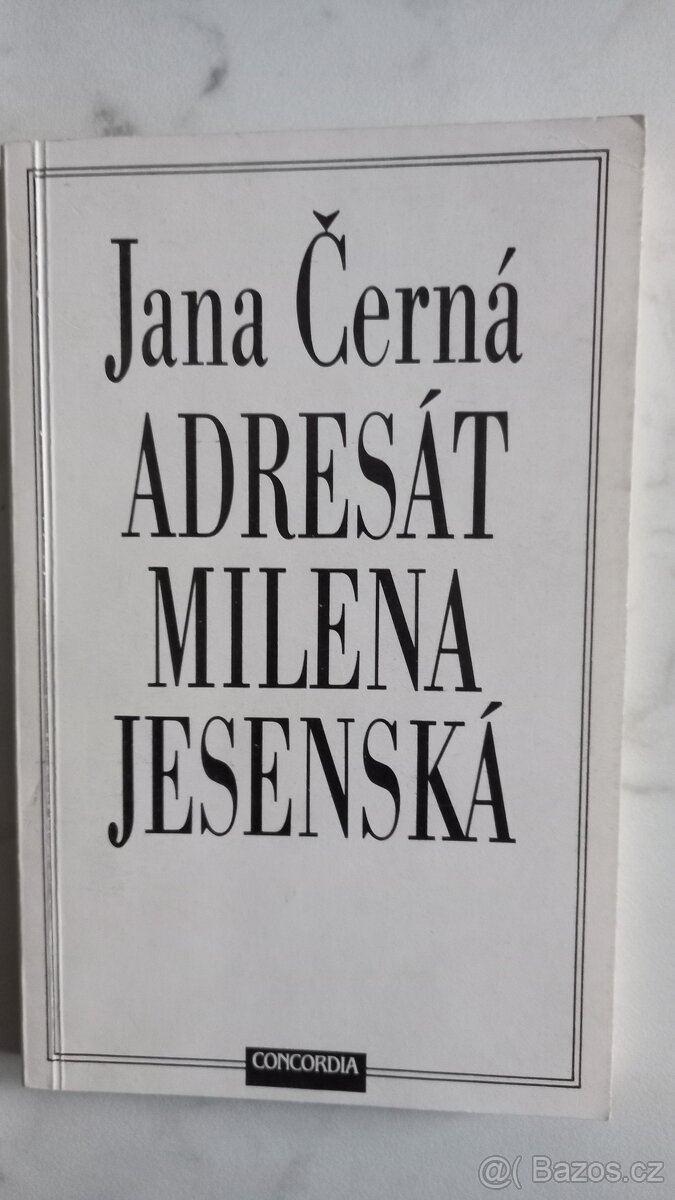 Jana Černá
ADRESÁT
MILENA
JESENSKÁ
CONCORDIA
@( Bazos.cz